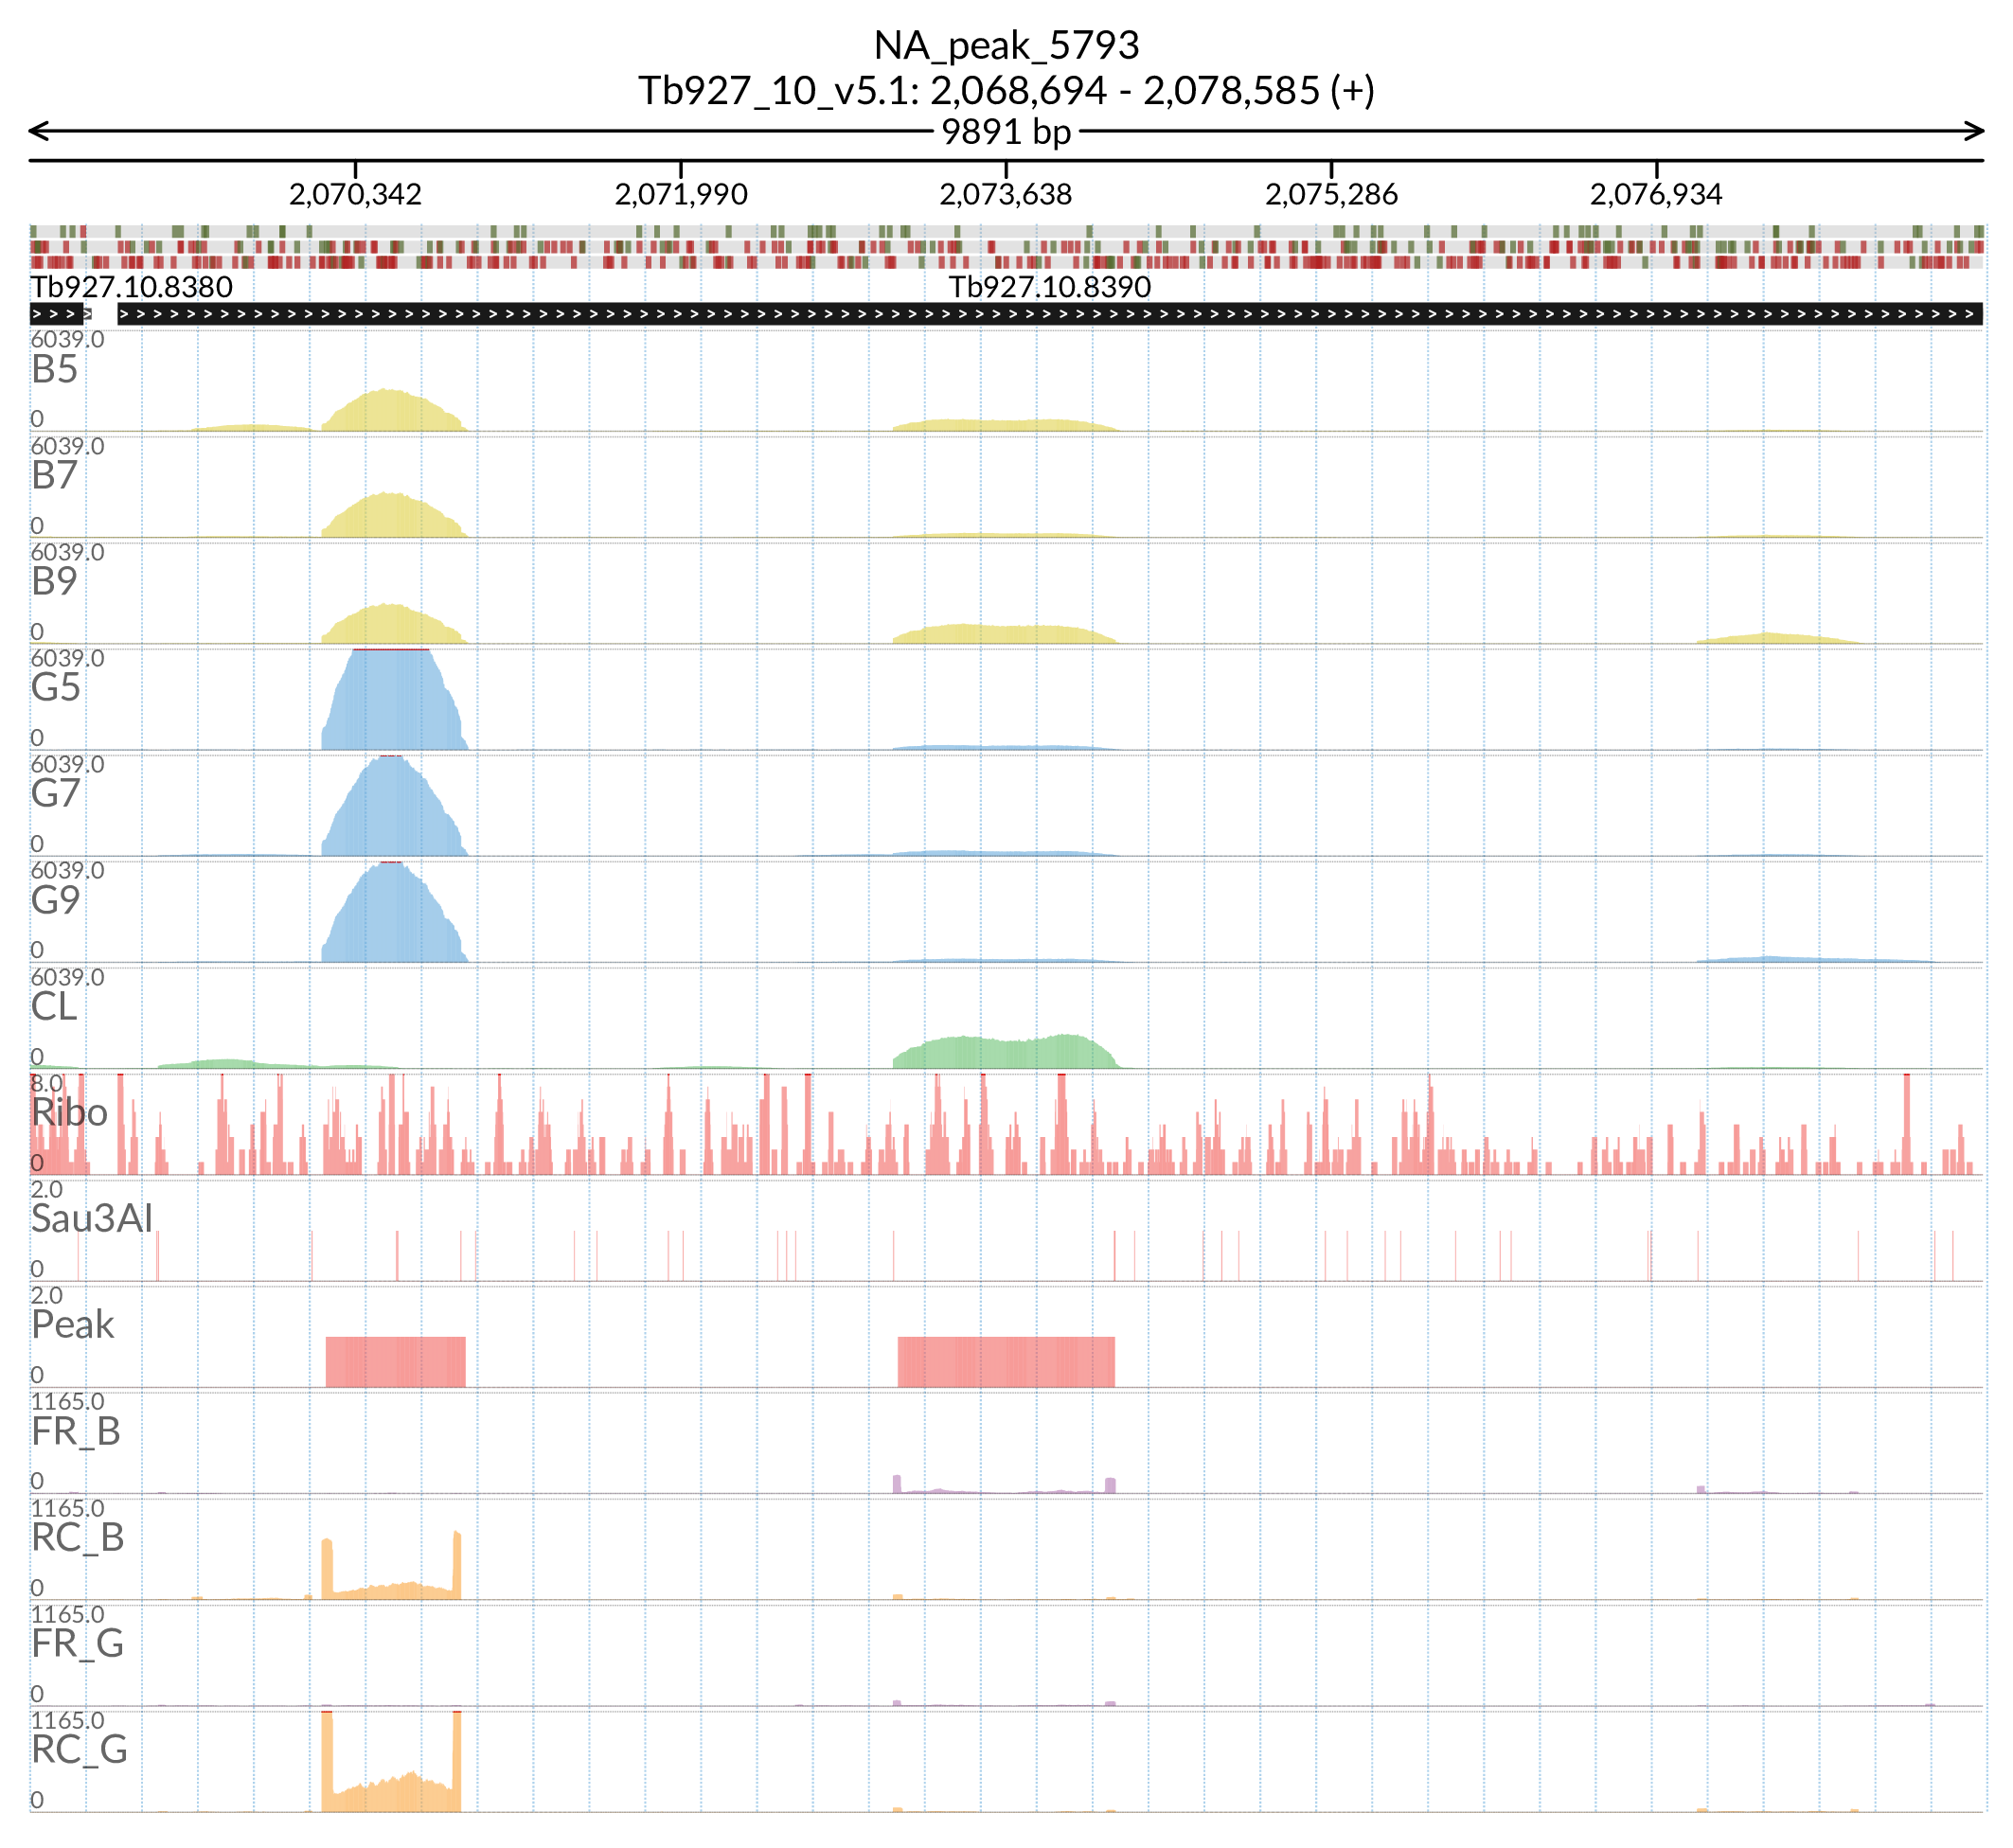 NA_peak_5793
Tb927_10_v5.1: 2,068,694 - 2,078,585 (+)
9891 bp
2,070,342 2,071,990 2,073,638 2,075,286 2,076,934
Tb927.10.8380 Tb927.10.8390
6039.0
B5
0
6039.0
B7
0
6039.0
B9
0
6039.0
G5
0
6039.0
G7
0
6039.0
G9
0
6039.0
CL
0
8.0
Ribo
0
2.0
Sau3AI
0
2.0
Peak
0
1165.0
FR_B
0
1165.0
RC_B
0
1165.0
FR_G
0
1165.0
RC_G
0